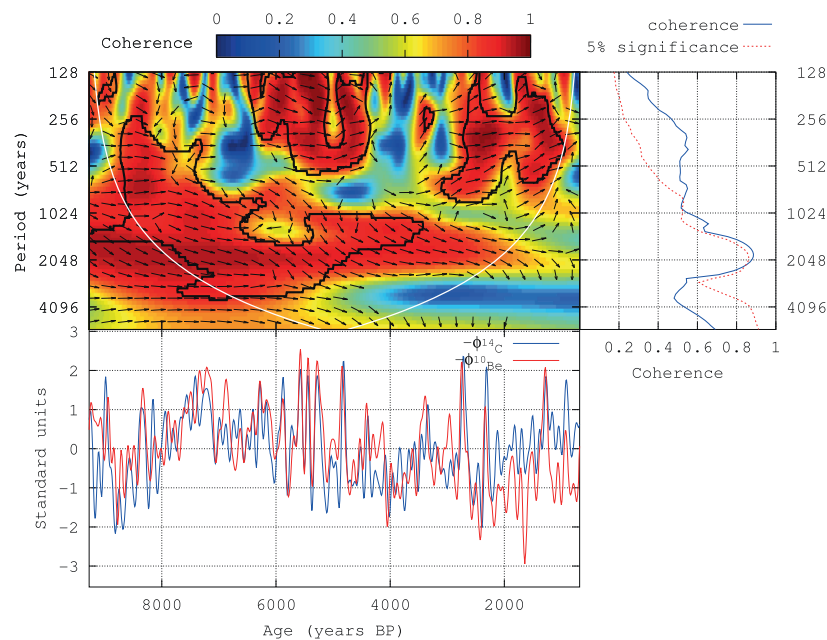 0 0.2 0.4 0.6 0.8 1
Coherence
coherence
5% significance
128 128
256 256
512 512
1024 1024
2048 2048
4096 4096
Period (years)
0.2 0.4 0.6 0.8 1
Coherence
3
2
1
0
-1
-2
-3
Standard units
-ϕ¹⁴C
-ϕ¹⁰Be
8000 6000 4000 2000
Age (years BP)